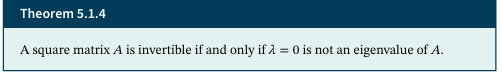 Theorem 5.1.4
A square matrix A is invertible if and only if λ = 0 is not an eigenvalue of A.